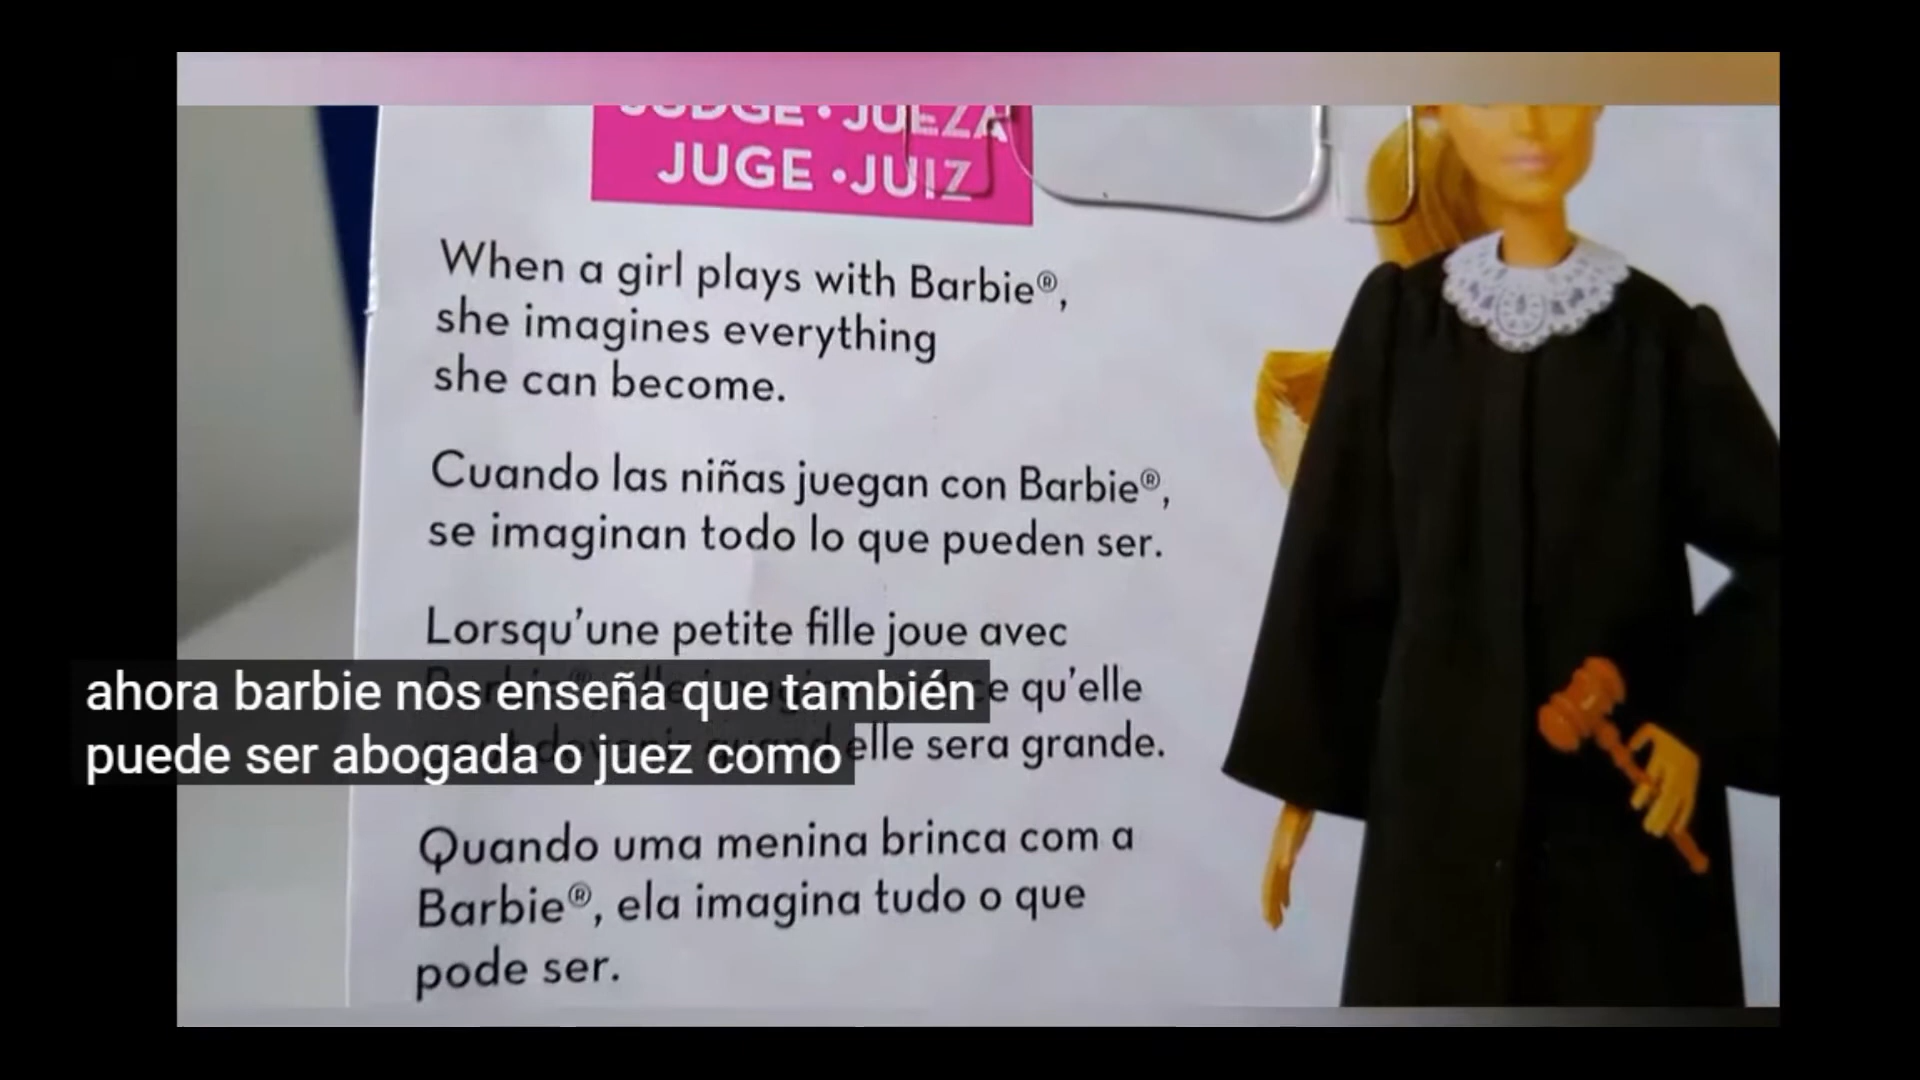 JUDGE • JUEZA
JUGE • JUIZ
When a girl plays with Barbie®,
she imagines everything
she can become.
Cuando las niñas juegan con Barbie®,
se imaginan todo lo que pueden ser.
Lorsqu'une petite fille joue avec
ce qu'elle
elle sera grande.
ahora barbie nos enseña que también
puede ser abogada o juez como
Quando uma menina brinca com a
Barbie®, ela imagina tudo o que
pode ser.